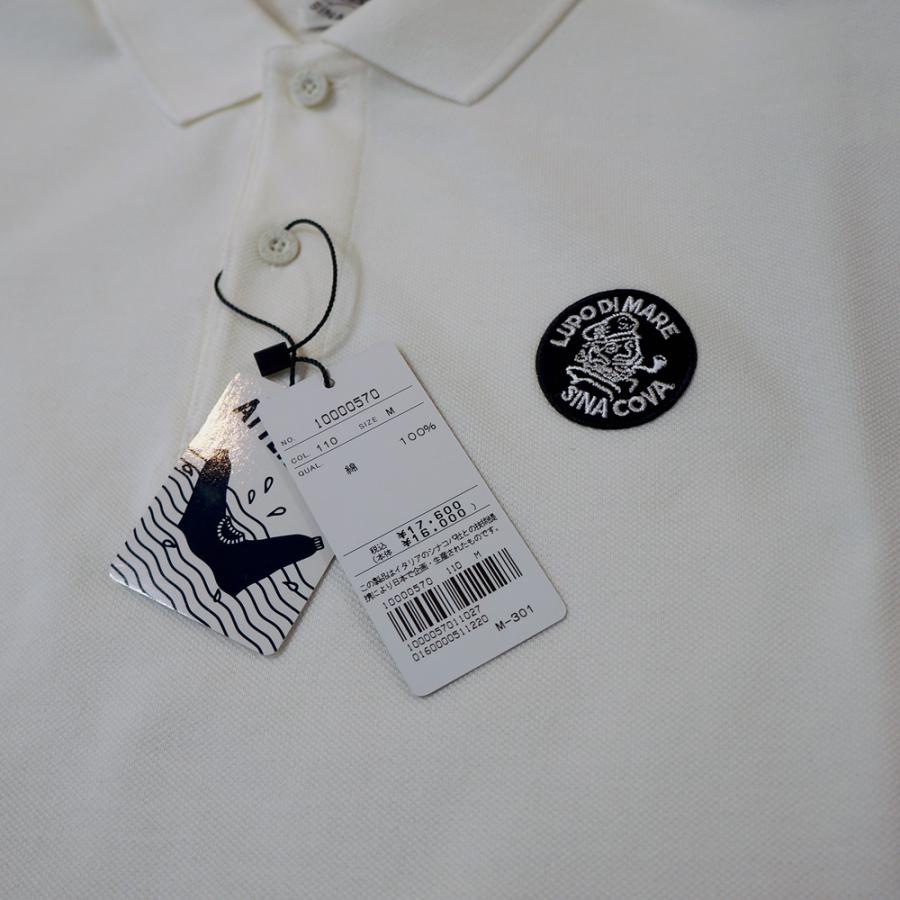 LUPO DI MARE
SINA COVA
NO. 10000570
COL. 110 SIZE M
QUAL.
綿 100%
税込 ¥17,600
(本体 ¥16,000 )
この製品はイタリアのシナコバ社との技術提
携により日本で企画・生産されたものです。
10000570 110 M
1000057011027
0160000511220
M-301